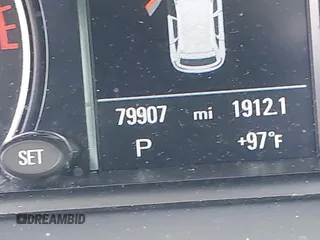 79907 mi 1912.1
P +97°F
SET
DREAMBID